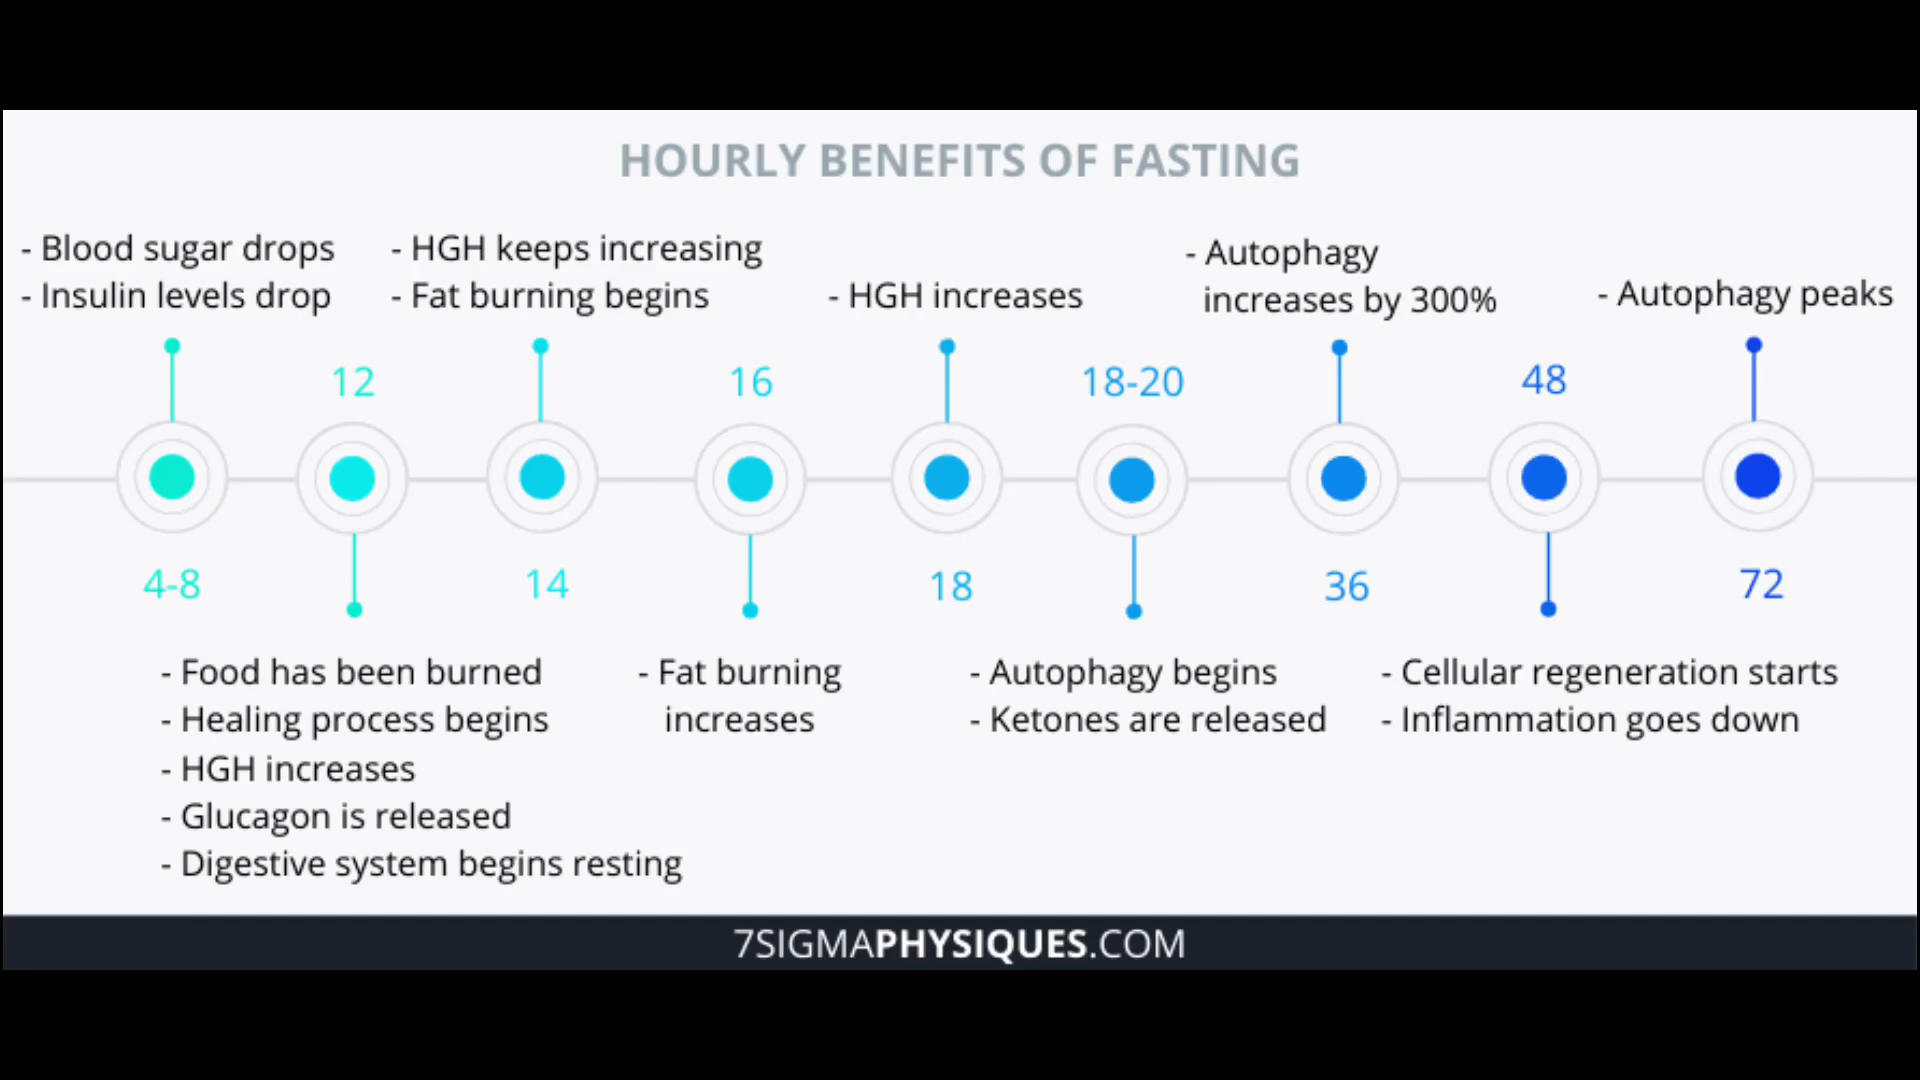 HOURLY BENEFITS OF FASTING
- Blood sugar drops
- Insulin levels drop
4-8
12
- Food has been burned
- Healing process begins
- HGH increases
- Glucagon is released
- Digestive system begins resting
- HGH keeps increasing
- Fat burning begins
14
16
- Fat burning
increases
- HGH increases
18
18-20
- Autophagy begins
- Ketones are released
- Autophagy
increases by 300%
36
48
- Cellular regeneration starts
- Inflammation goes down
- Autophagy peaks
72
7SIGMAPHYSIQUES.COM